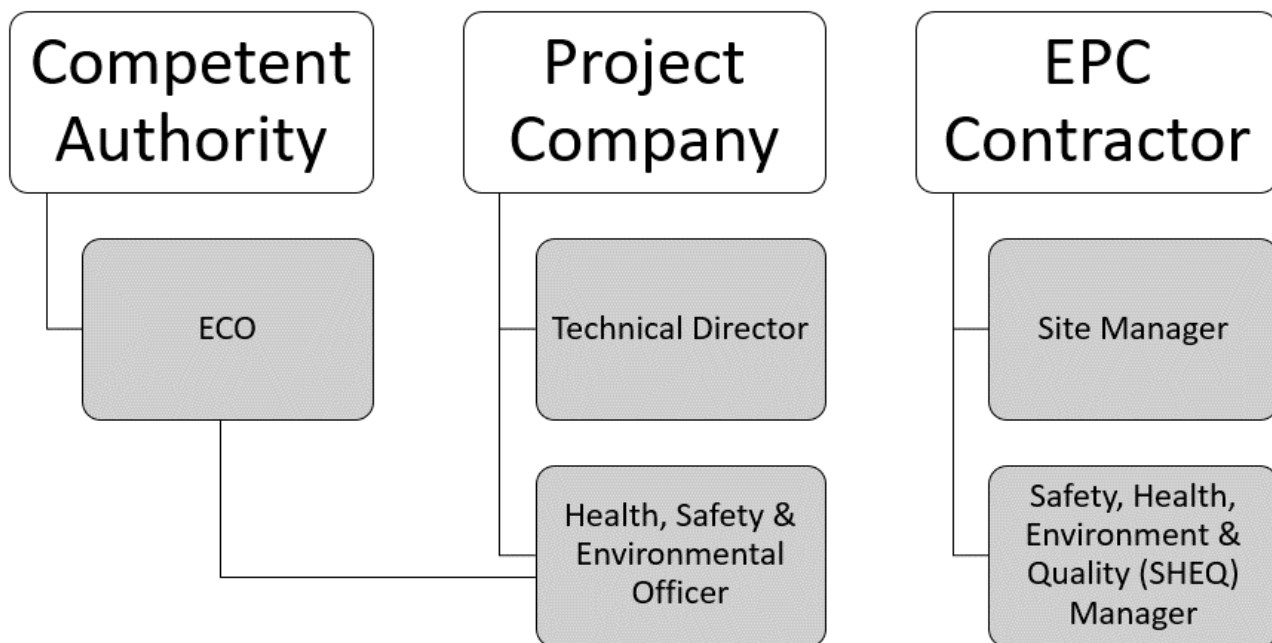 Competent
Authority
Project
Company
EPC
Contractor
ECO
Technical Director
Site Manager
Health, Safety &
Environmental
Officer
Safety, Health,
Environment &
Quality (SHEQ)
Manager